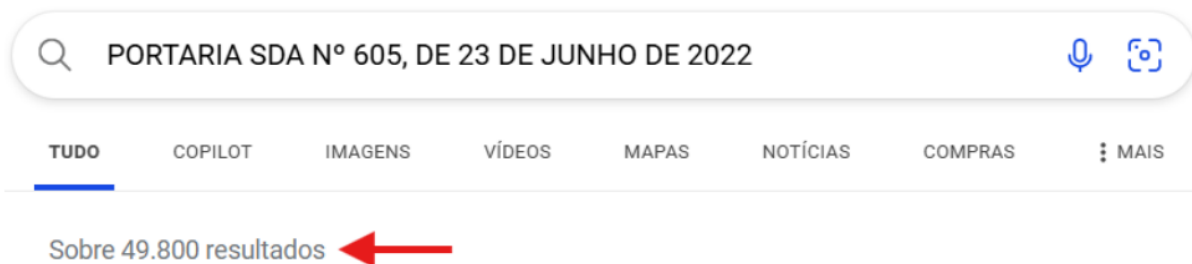 PORTARIA SDA Nº 605, DE 23 DE JUNHO DE 2022
TUDO COPILOT IMAGENS VÍDEOS MAPAS NOTÍCIAS COMPRAS MAIS
Sobre 49.800 resultados